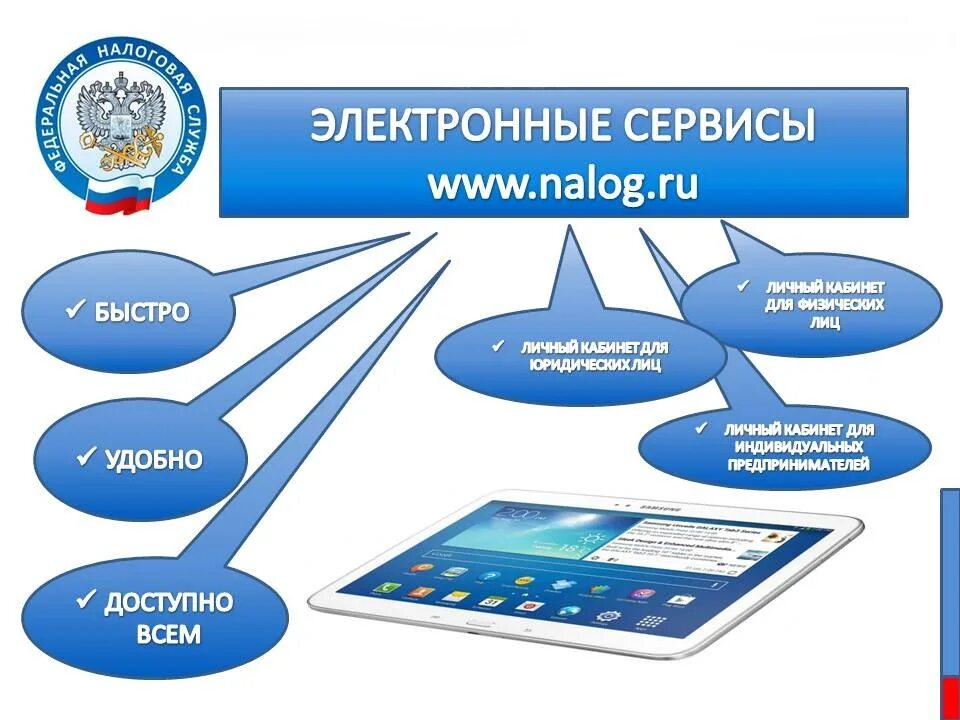 ФЕДЕРАЛЬНАЯ НАЛОГОВАЯ СЛУЖБА
ЭЛЕКТРОННЫЕ СЕРВИСЫ
www.nalog.ru
✓ БЫСТРО
✓ УДОБНО
✓ ДОСТУПНО
ВСЕМ
✓ ЛИЧНЫЙ КАБИНЕТ ДЛЯ
ЮРИДИЧЕСКИХ ЛИЦ
✓ ЛИЧНЫЙ КАБИНЕТ
ДЛЯ ФИЗИЧЕСКИХ
ЛИЦ
✓ ЛИЧНЫЙ КАБИНЕТ ДЛЯ
ИНДИВИДУАЛЬНЫХ
ПРЕДПРИНИМАТЕЛЕЙ
SAMSUNG